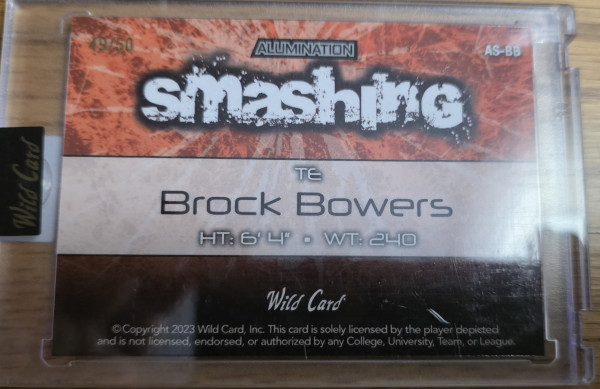 49/50
ALUMINATION
AS-BB
smashing
TE
Brock Bowers
HT: 6' 4" - WT: 240
Wild Card
Wild Card
©Copyright 2023 Wild Card, Inc. This card is solely licensed by the player depicted
and is not licensed, endorsed, or authorized by any College, University, Team, or League.